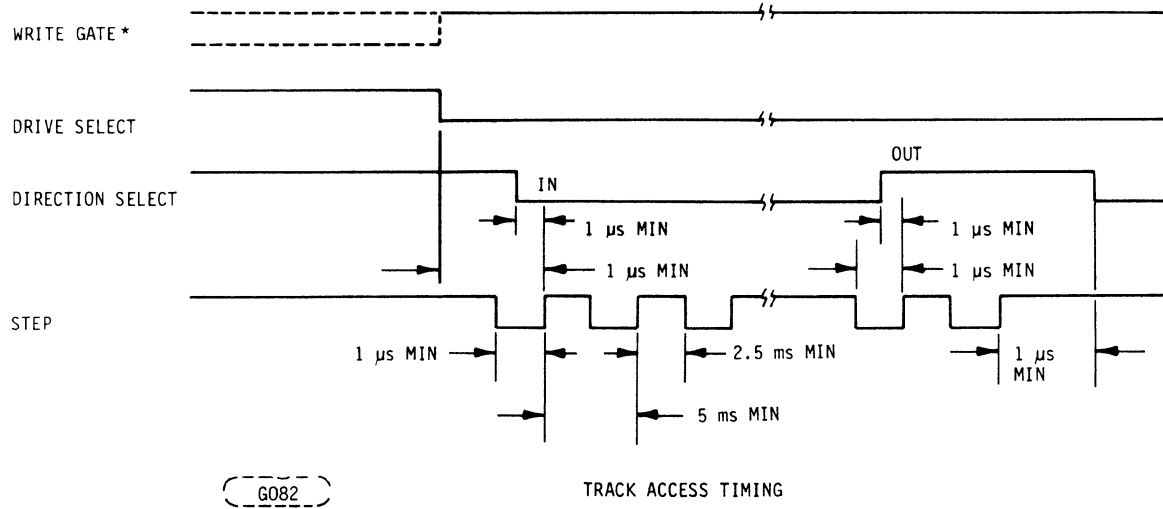 WRITE GATE*
DRIVE SELECT
OUT
IN
DIRECTION SELECT
1 µs MIN
1 µs MIN
1 µs MIN
1 µs MIN
STEP
1 µs MIN
2.5 ms MIN
1 µs
MIN
5 ms MIN
G082
TRACK ACCESS TIMING